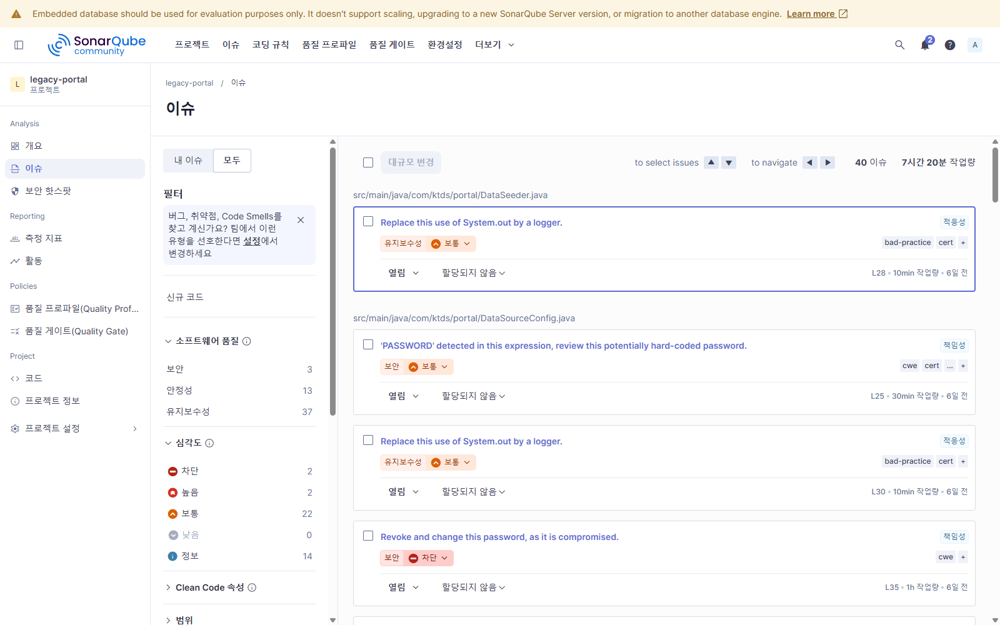 Embedded database should be used for evaluation purposes only. It doesn't support scaling, upgrading to a new SonarQube Server version, or migration to another database engine. Learn more
SonarQube community
프로젝트 이슈 코딩 규칙 품질 프로파일 품질 게이트 환경설정 더보기
2
?
A
L
legacy-portal
프로젝트
Analysis
개요
이슈
보안 핫스팟
Reporting
측정 지표
활동
Policies
품질 프로파일(Quality Prof...
품질 게이트(Quality Gate)
Project
코드
프로젝트 정보
프로젝트 설정
legacy-portal / 이슈
이슈
내 이슈 모두
필터
버그, 취약점, Code Smells를
찾고 계신가요? 팀에서 이런
유형을 선호한다면 설정에서
변경하세요
신규 코드
소프트웨어 품질
보안 3
안정성 13
유지보수성 37
심각도
차단 2
높음 2
보통 22
낮음 0
정보 14
Clean Code 속성
범위
대규모 변경
to select issues to navigate 40 이슈 7시간 20분 작업량
src/main/java/com/ktds/portal/DataSeeder.java
Replace this use of System.out by a logger. 적응성
유지보수성 보통 bad-practice cert +
열림 할당되지 않음 L28 • 10min 작업량 • 6일 전
src/main/java/com/ktds/portal/DataSourceConfig.java
'PASSWORD' detected in this expression, review this potentially hard-coded password. 책임성
보안 보통 cwe cert ... +
열림 할당되지 않음 L25 • 30min 작업량 • 6일 전
Replace this use of System.out by a logger. 적응성
유지보수성 보통 bad-practice cert +
열림 할당되지 않음 L30 • 10min 작업량 • 6일 전
Revoke and change this password, as it is compromised. 책임성
보안 차단 cwe +
열림 할당되지 않음 L35 • 1h 작업량 • 6일 전